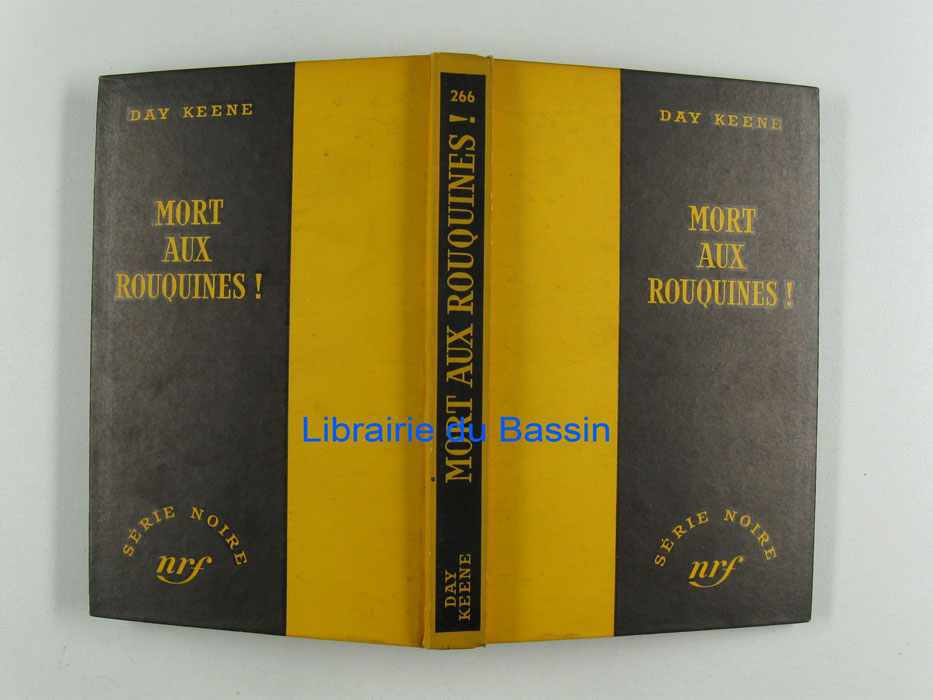 DAY KEENE
MORT
AUX
ROUQUINES !
SÉRIE NOIRE
nrf
266
MORT AUX ROUQUINES !
DAY
KEENE
DAY KEENE
MORT
AUX
ROUQUINES !
SÉRIE NOIRE
nrf
Librairie du Bassin